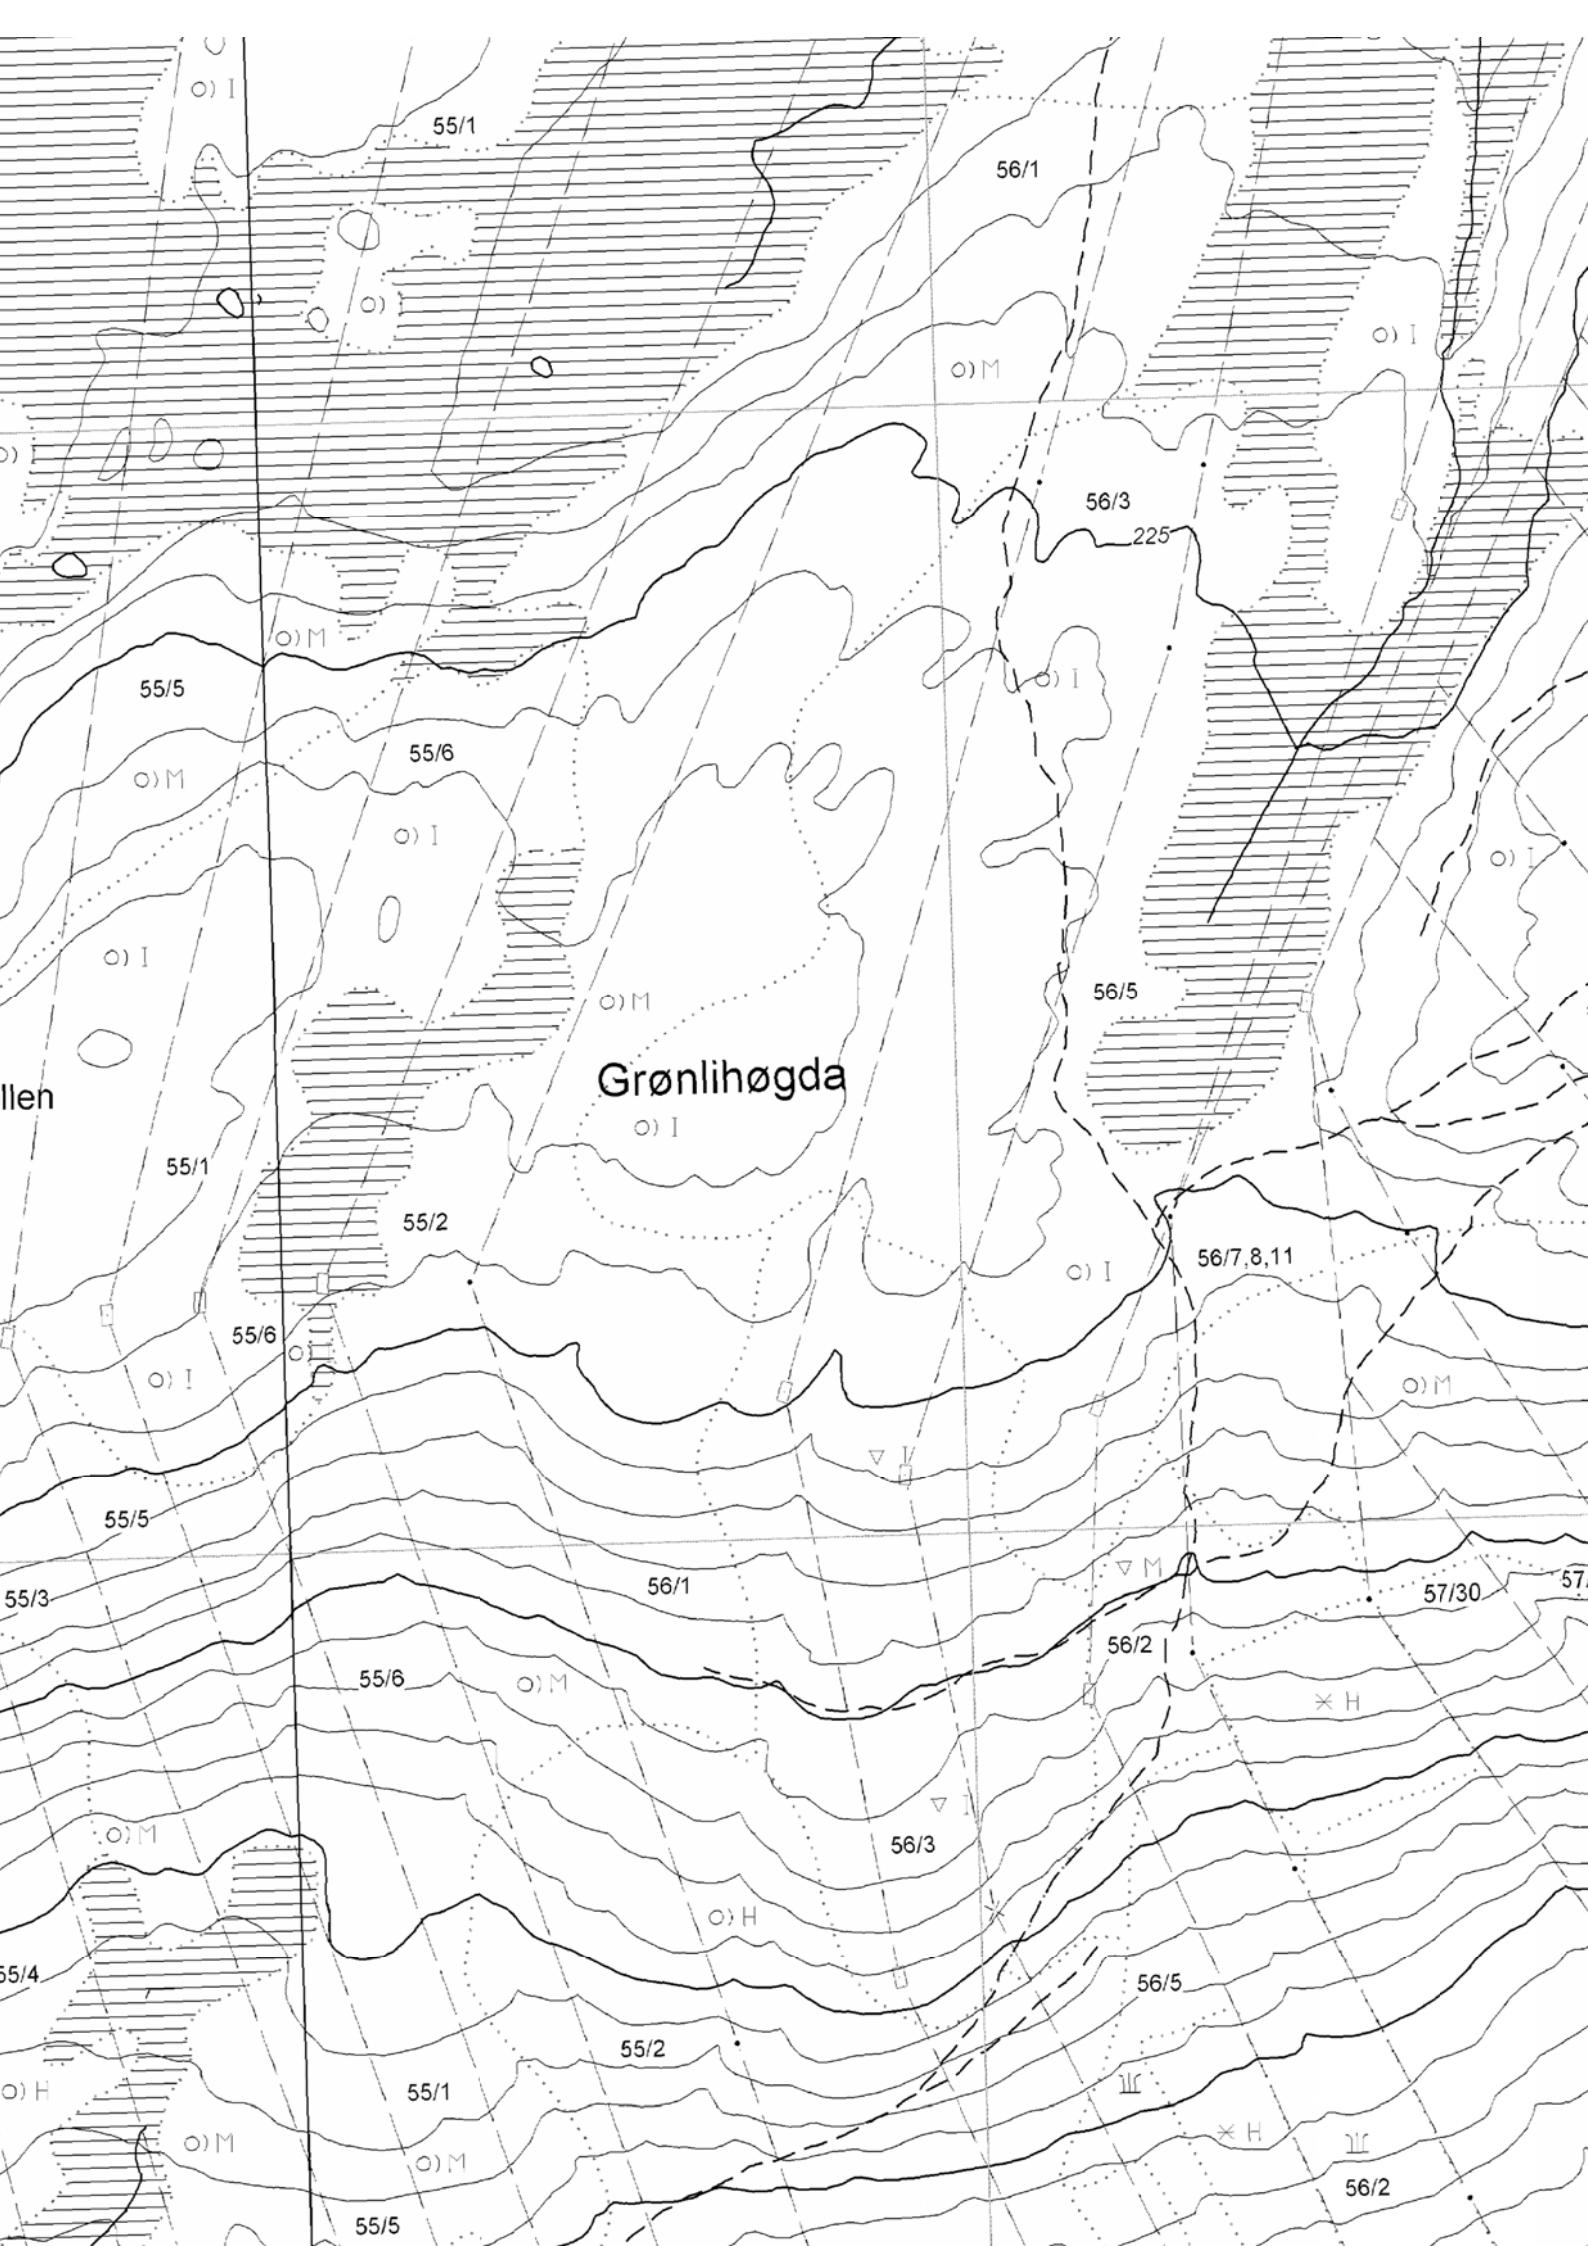 O) I
55/1
56/1
O)
O) I
O) M
O)
56/3
225
O) M
O) I
55/5
55/6
O) M
O) I
O) I
O) I
56/5
O) M
Grønlihøgda
llen
O) I
55/1
55/2
56/7,8,11
O) I
55/6
O)
O) I
O) M
I
55/5
M
56/1
57/30
57/
55/3
56/2
55/6
O) M
H
I
O) M
56/3
O) H
55/4
56/5
55/2
55/1
O) H
H
O) M
O) M
56/2
55/5